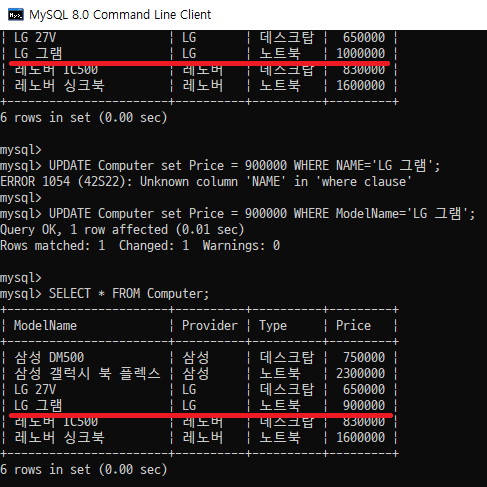 MySQL 8.0 Command Line Client
¦ LG 27V ¦ LG ¦ 데스크탑 ¦ 650000 ¦
¦ LG 그램 ¦ LG ¦ 노트북 ¦ 1000000 ¦
¦ 레노버 IC500 ¦ 레노버 ¦ 데스크탑 ¦ 830000 ¦
¦ 레노버 싱크북 ¦ 레노버 ¦ 노트북 ¦ 1600000 ¦
+--------------------+----------+----------+---------+
6 rows in set (0.00 sec)
mysql>
mysql> UPDATE Computer set Price = 900000 WHERE NAME='LG 그램';
ERROR 1054 (42S22): Unknown column 'NAME' in 'where clause'
mysql>
mysql> UPDATE Computer set Price = 900000 WHERE ModelName='LG 그램';
Query OK, 1 row affected (0.01 sec)
Rows matched: 1  Changed: 1  Warnings: 0
mysql>
mysql> SELECT * FROM Computer;
+--------------------+----------+----------+---------+
¦ ModelName ¦ Provider ¦ Type ¦ Price ¦
+--------------------+----------+----------+---------+
¦ 삼성 DM500 ¦ 삼성 ¦ 데스크탑 ¦ 750000 ¦
¦ 삼성 갤럭시 북 플렉스 ¦ 삼성 ¦ 노트북 ¦ 2300000 ¦
¦ LG 27V ¦ LG ¦ 데스크탑 ¦ 650000 ¦
¦ LG 그램 ¦ LG ¦ 노트북 ¦ 900000 ¦
¦ 레노버 IC500 ¦ 레노버 ¦ 데스크탑 ¦ 830000 ¦
¦ 레노버 싱크북 ¦ 레노버 ¦ 노트북 ¦ 1600000 ¦
+--------------------+----------+----------+---------+
6 rows in set (0.00 sec)